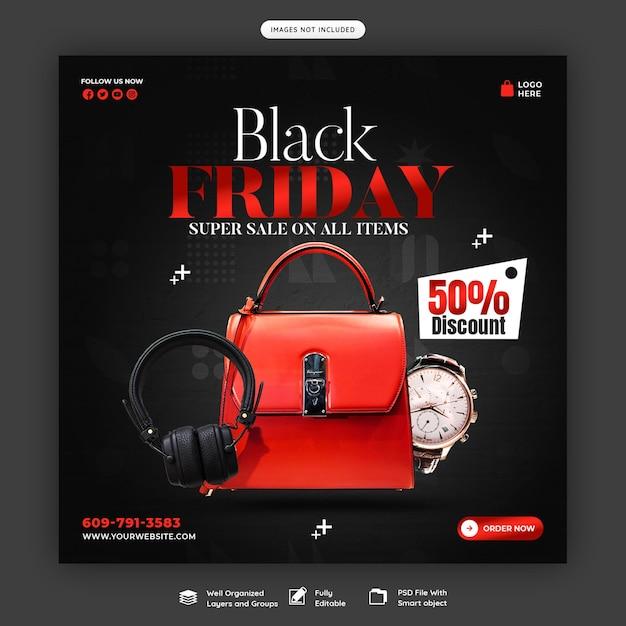 IMAGES NOT INCLUDED
FOLLOW US NOW
LOGO
HERE
Black
FRIDAY
SUPER SALE ON ALL ITEMS
50%
Discount
609-791-3583
WWW.YOURWEBSITE.COM
ORDER NOW
Well Organized
Layers and Groups
Fully
Editable
PSD File With
Smart object